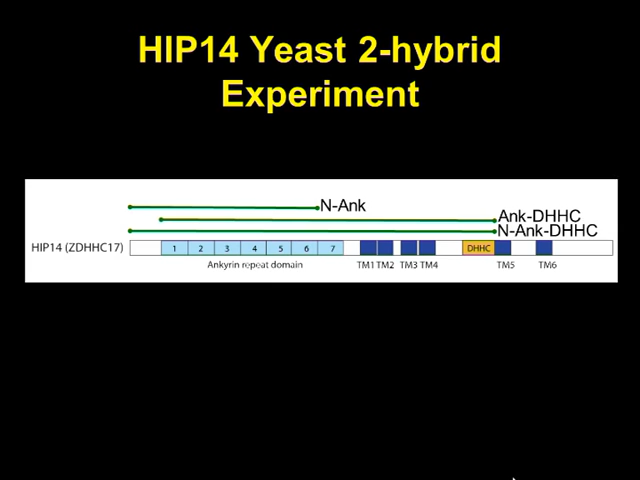 HIP14 Yeast 2-hybrid
Experiment
N-Ank
Ank-DHHC
N-Ank-DHHC
HIP14 (ZDHHC17) 1 2 3 4 5 6 7 DHHC
Ankyrin repeat domain TM1 TM2 TM3 TM4 TM5 TM6